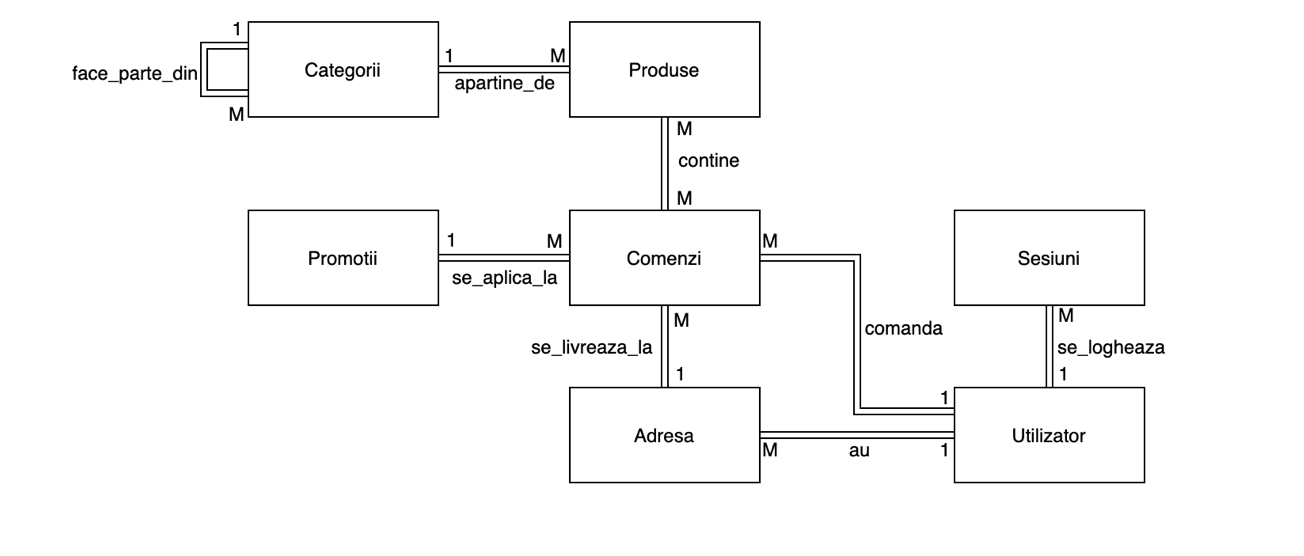 1
face_parte_din
M
Categorii
1
M
apartine_de
Produse
M
contine
M
Promotii
1
M
se_aplica_la
Comenzi
M
comanda
1
Sesiuni
M
se_logheaza
1
M
se_livreaza_la
1
Adresa
M
au
1
Utilizator